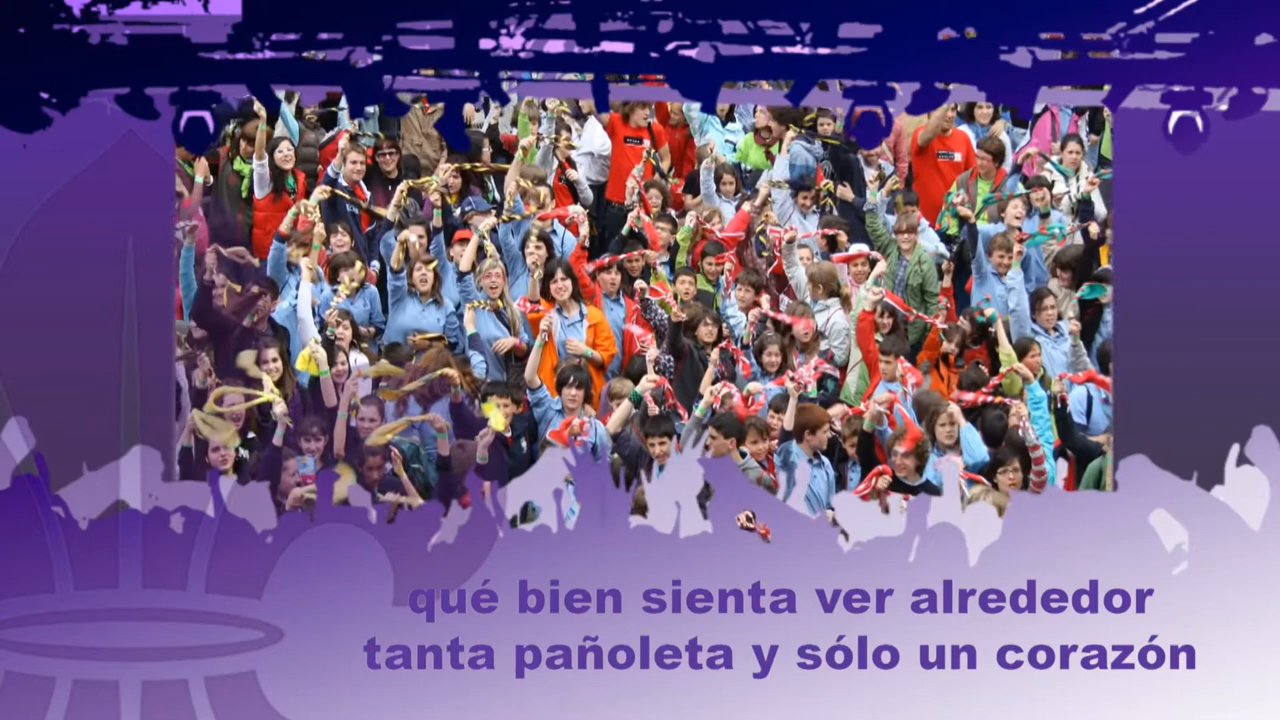 qué bien sienta ver alrededor
tanta pañoleta y sólo un corazón